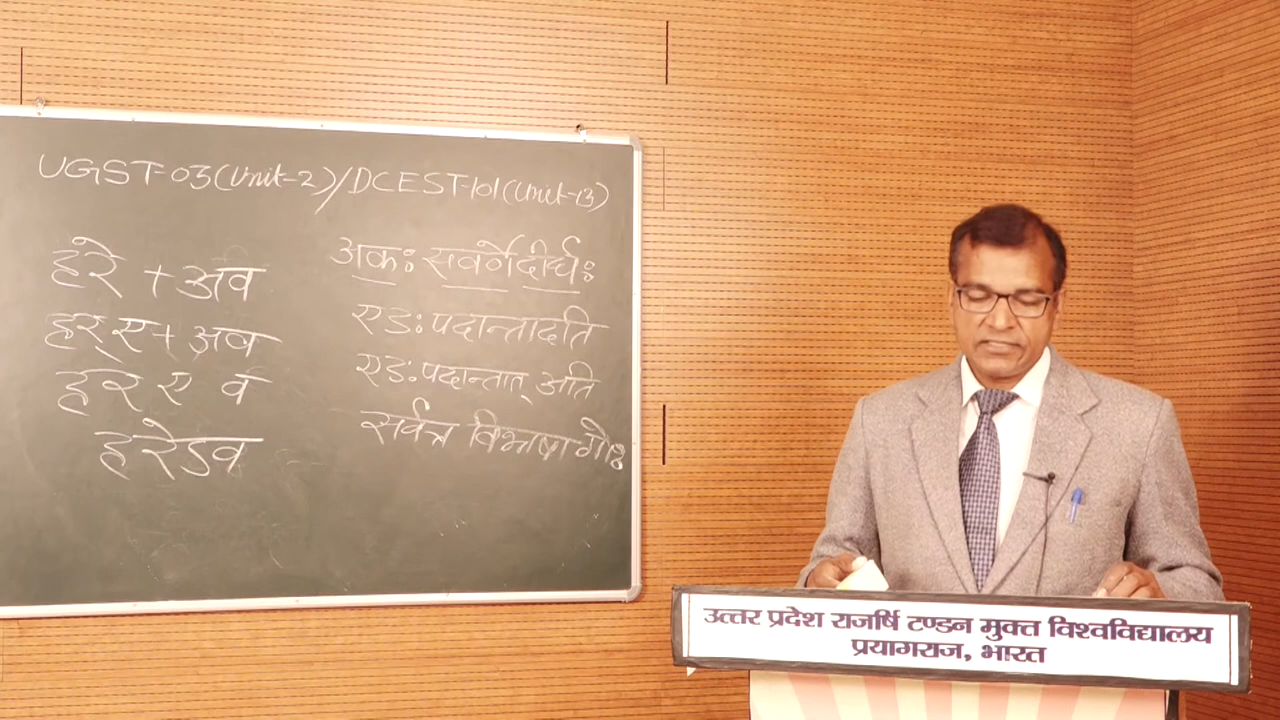 UGST-03(Unit-2)/DCEST-101(Unit-13)
हरे + अव
हर् ए + अव
हर ए व
हरेऽव
अकः सवर्णेदीर्घः
एङः पदान्तादति
एङः पदान्तात् अति
सर्वत्र विभाषा गोः
उत्तर प्रदेश राजर्षि टण्डन मुक्त विश्वविद्यालय
प्रयागराज, भारत